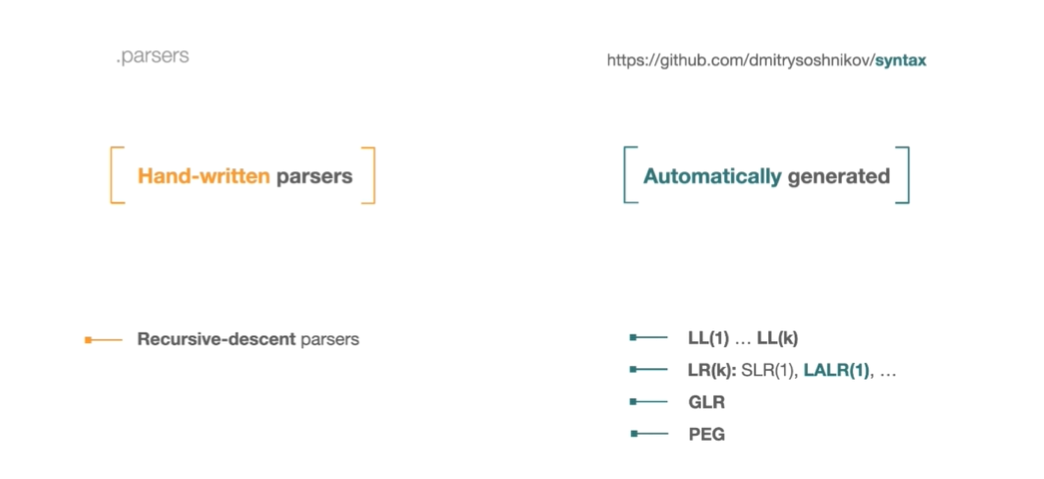 .parsers
https://github.com/dmitrysoshnikov/syntax
Hand-written parsers
Automatically generated
Recursive-descent parsers
LL(1) ... LL(k)
LR(k): SLR(1), LALR(1), ...
GLR
PEG